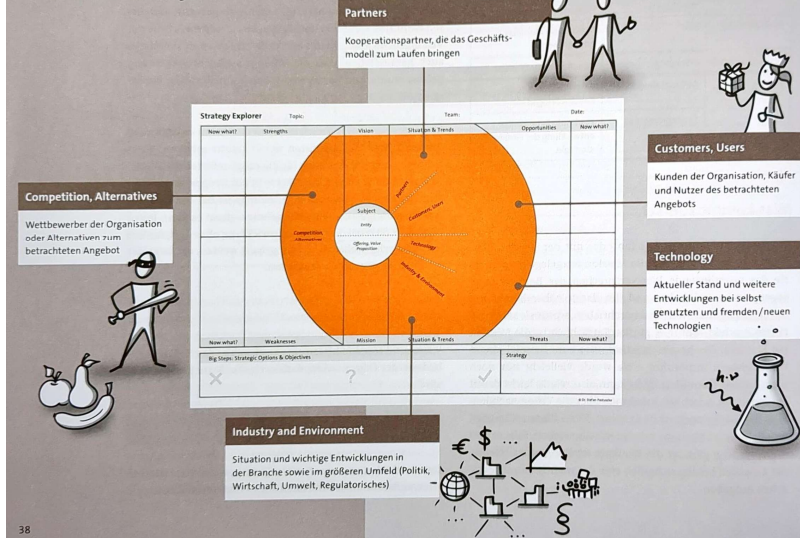 Partners
Kooperationspartner, die das Geschäfts-
modell zum Laufen bringen
Strategy Explorer Topic: Team: Date:
Now what? Strengths Vision Situation & Trends Opportunities Now what?
Customers, Users
Kunden der Organisation, Käufer
und Nutzer des betrachteten
Angebots
Competition, Alternatives
Wettbewerber der Organisation
oder Alternativen zum
betrachteten Angebot
Partners
Customers, Users
Technology
Industry & Environment
Subject
Entity
Offering, Value
Proposition
Competition,
Alternatives
Technology
Aktueller Stand und weitere
Entwicklungen bei selbst
genutzten und fremden/neuen
Technologien
Now what? Weaknesses Mission Situation & Trends Threats Now what?
Big Steps: Strategic Options & Objectives Strategy
?
h·ν
Industry and Environment
Situation und wichtige Entwicklungen in
der Branche sowie im größeren Umfeld (Politik,
Wirtschaft, Umwelt, Regulatorisches)
€ $ ...
§
38